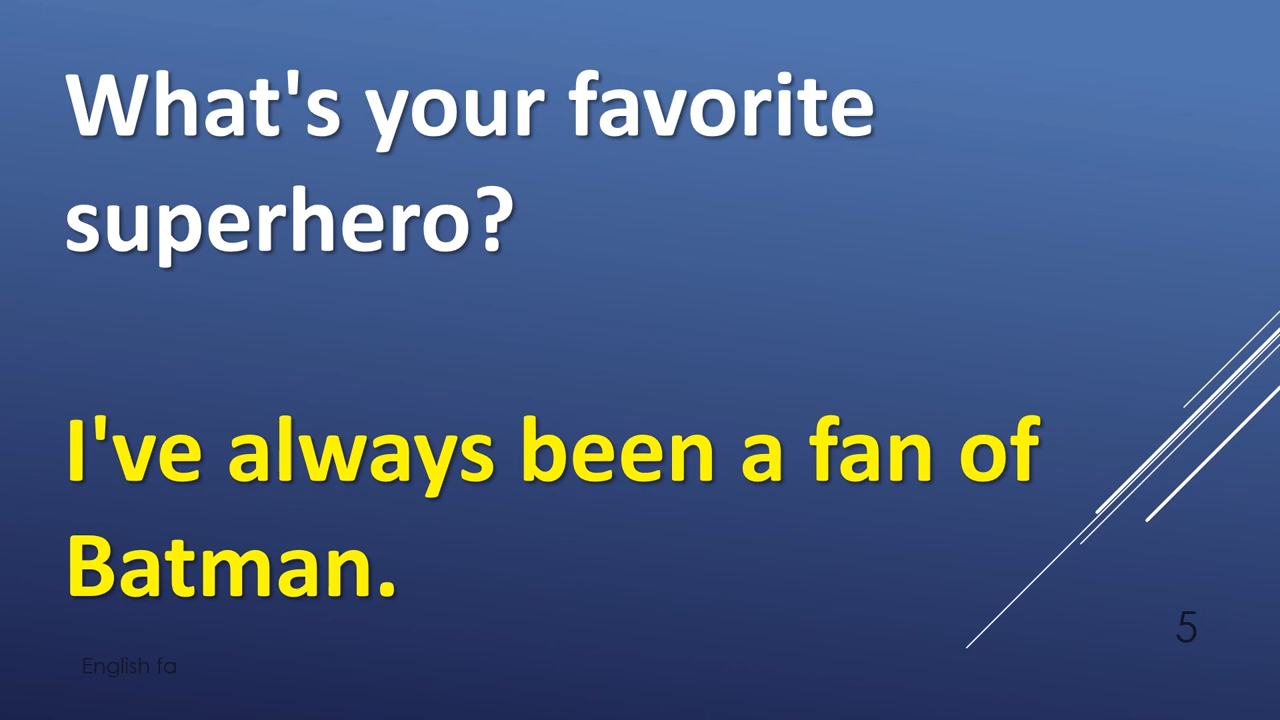 What's your favorite
superhero?
I've always been a fan of
Batman.
5
English fa